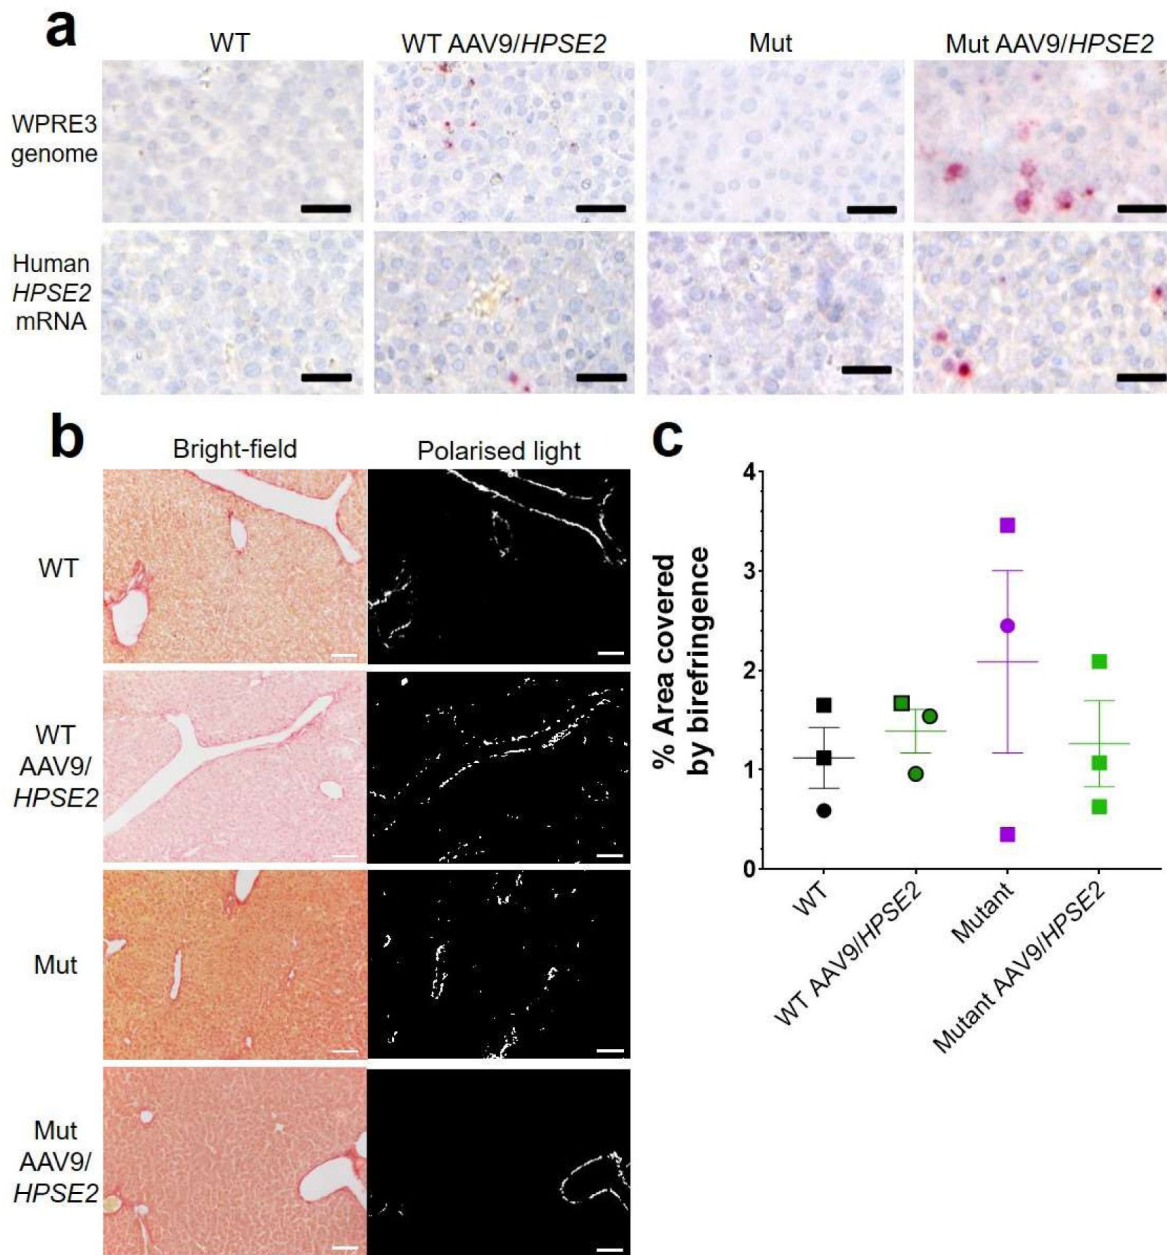 a
WT
WT AAV9/HPSE2
Mut
Mut AAV9/HPSE2
WPRE3
genome
Human
HPSE2
mRNA
b
Bright-field
Polarised light
WT
WT
AAV9/
HPSE2
Mut
Mut
AAV9/
HPSE2
c
% Area covered
by birefringence
4
3
2
1
0
WT
WT AAV9/HPSE2
Mutant
Mutant AAV9/HPSE2